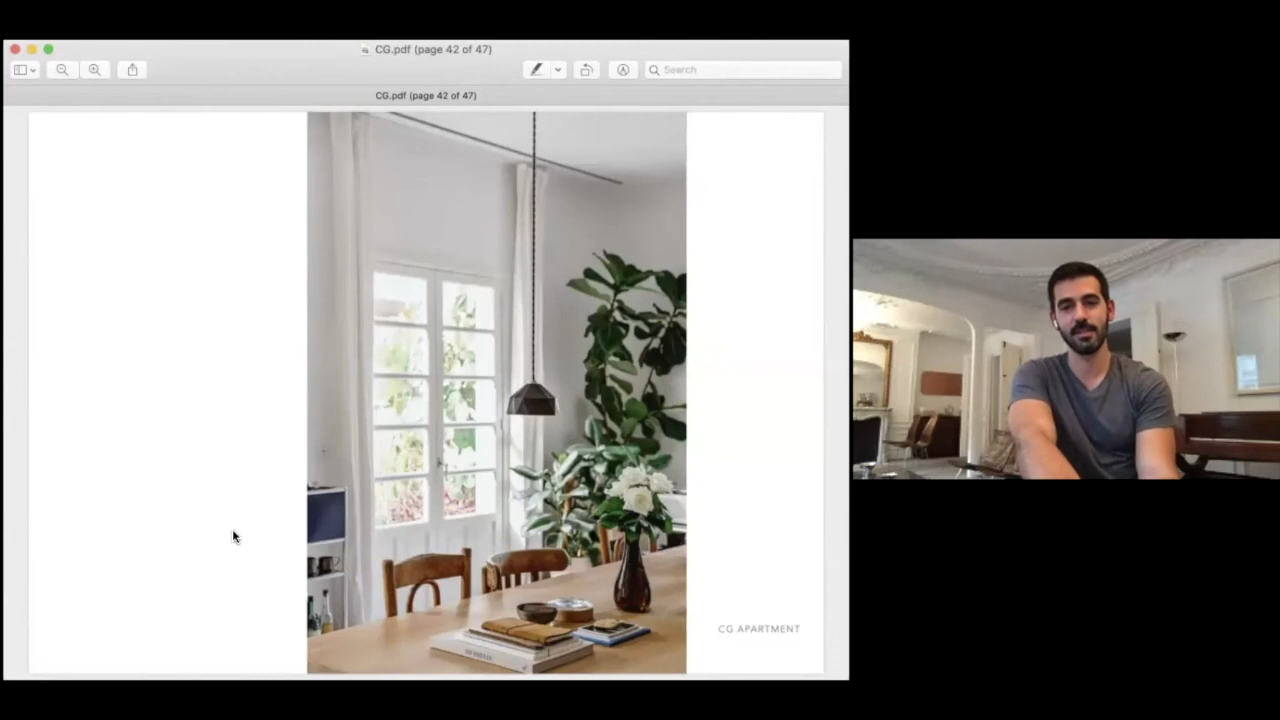 CG.pdf (page 42 of 47)
Search
CG.pdf (page 42 of 47)
CG APARTMENT